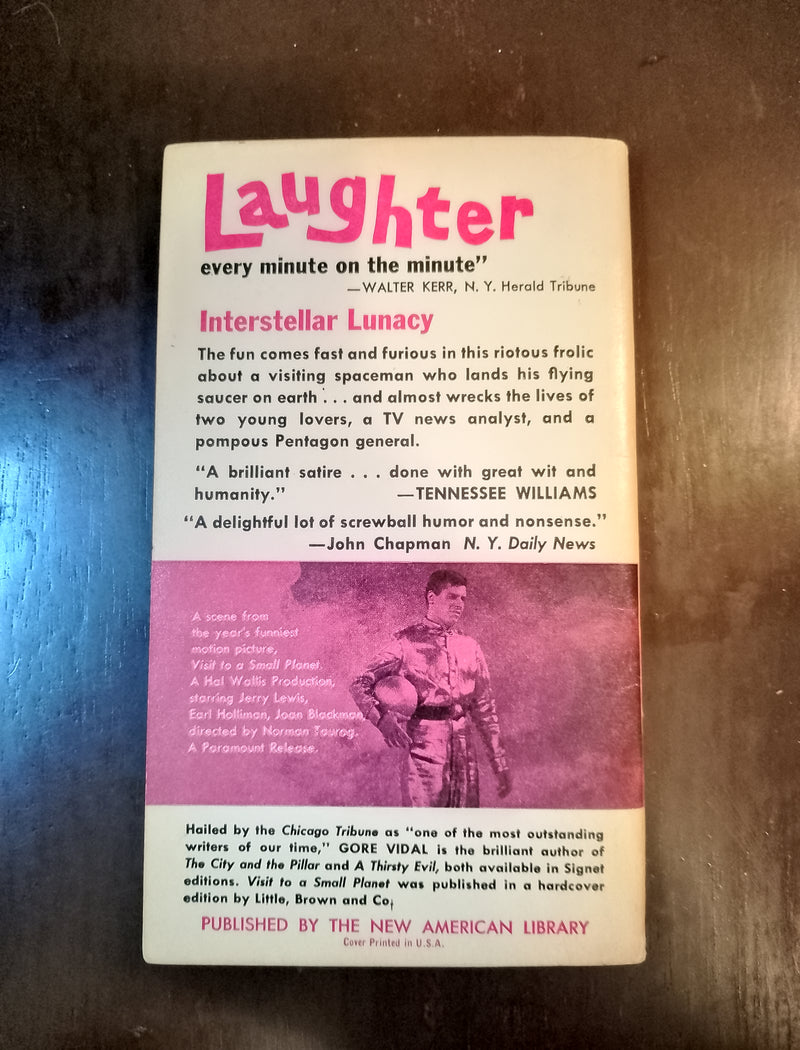 Laughter
every minute on the minute”
—WALTER KERR, N. Y. Herald Tribune
Interstellar Lunacy
The fun comes fast and furious in this riotous frolic
about a visiting spaceman who lands his flying
saucer on earth . . . and almost wrecks the lives of
two young lovers, a TV news analyst, and a
pompous Pentagon general.
“A brilliant satire . . . done with great wit and
humanity.” —TENNESSEE WILLIAMS
“A delightful lot of screwball humor and nonsense.”
—John Chapman N. Y. Daily News
A scene from
the year's funniest
motion picture,
Visit to a Small Planet.
A Hal Wallis Production,
starring Jerry Lewis,
Earl Holliman, Joan Blackman,
directed by Norman Taurog.
A Paramount Release.
Hailed by the Chicago Tribune as “one of the most outstanding
writers of our time,” GORE VIDAL is the brilliant author of
The City and the Pillar and A Thirsty Evil, both available in Signet
editions. Visit to a Small Planet was published in a hardcover
edition by Little, Brown and Co.
PUBLISHED BY THE NEW AMERICAN LIBRARY
Cover Printed in U.S.A.